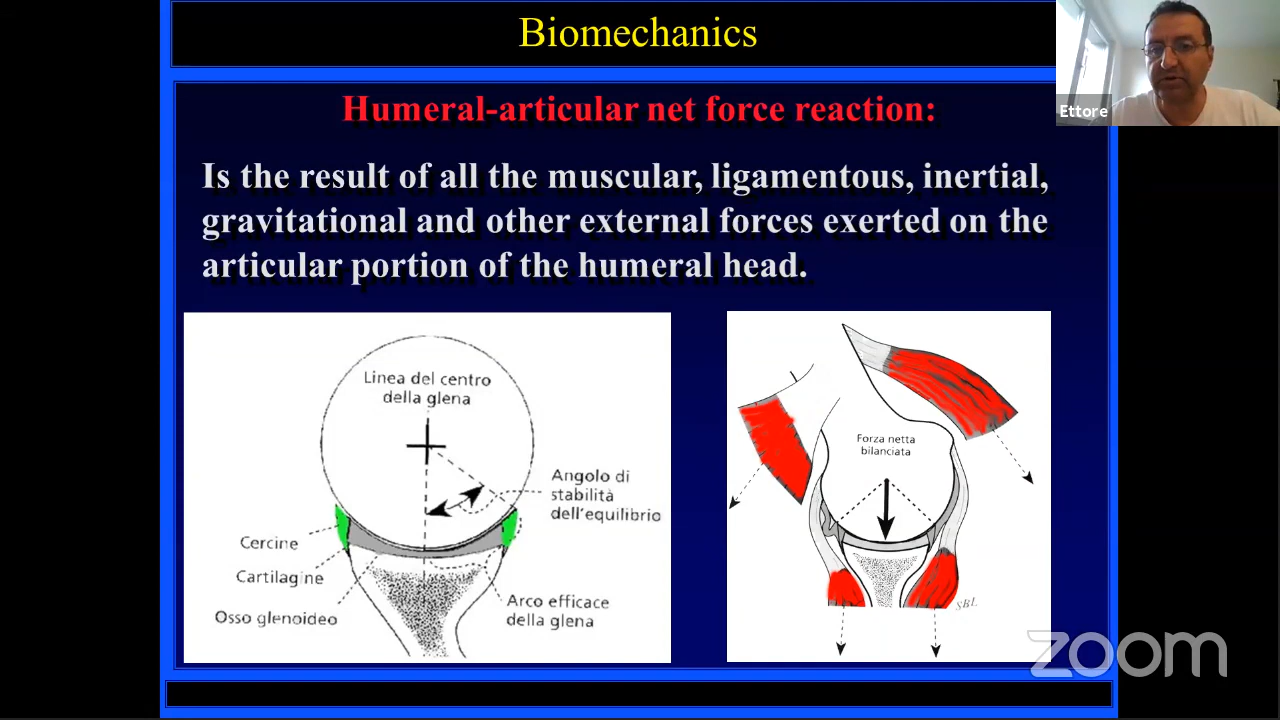 Biomechanics
Ettore
Humeral-articular net force reaction:
Is the result of all the muscular, ligamentous, inertial,
gravitational and other external forces exerted on the
articular portion of the humeral head.
Linea del centro
della glena
Angolo di
stabilità
dell'equilibrio
Cercine
Cartilagine
Osso glenoideo
Arco efficace
della glena
Forza netta
bilanciata
SBL
zoom